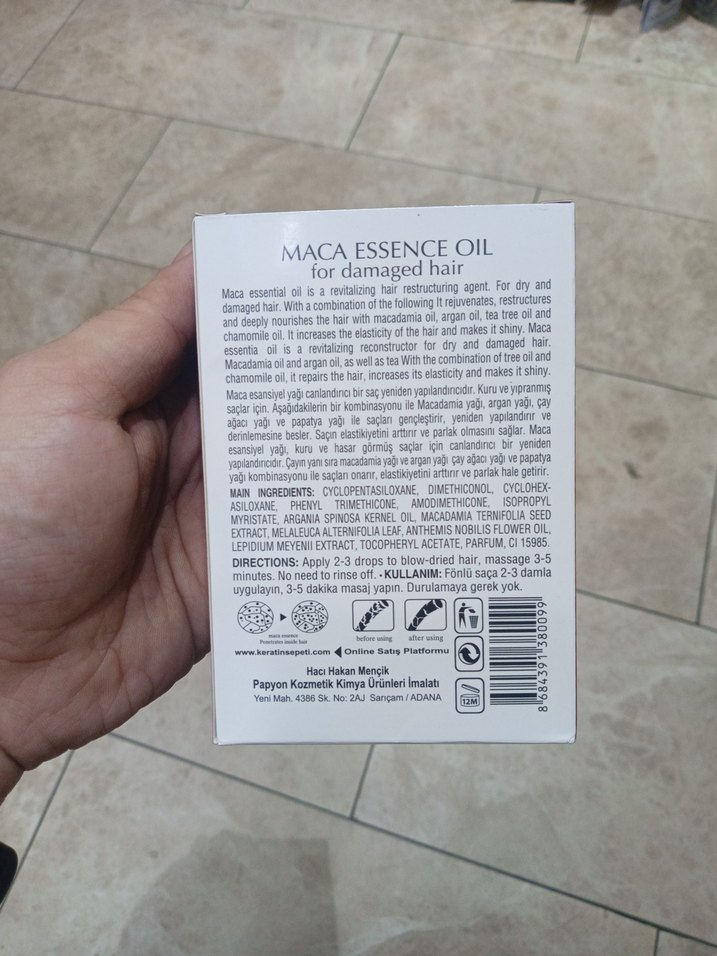 MACA ESSENCE OIL
for damaged hair
Maca essential oil is a revitalizing hair restructuring agent. For dry and
damaged hair. With a combination of the following It rejuvenates, restructures
and deeply nourishes the hair with macadamia oil, argan oil, tea tree oil and
chamomile oil. It increases the elasticity of the hair and makes it shiny. Maca
essentia oil is a revitalizing reconstructor for dry and damaged hair.
Macadamia oil and argan oil, as well as tea With the combination of tree oil and
chamomile oil, it repairs the hair, increases its elasticity and makes it shiny.
Maca esansiyel yağı canlandırıcı bir saç yeniden yapılandırıcıdır. Kuru ve yıpranmış
saçlar için. Aşağıdakilerin bir kombinasyonu ile Macadamia yağı, argan yağı, çay
ağacı yağı ve papatya yağı ile saçları gençleştirir, yeniden yapılandırır ve
derinlemesine besler. Saçın elastikiyetini arttırır ve parlak olmasını sağlar. Maca
esansiyel yağı, kuru ve hasar görmüş saçlar için canlandırıcı bir yeniden
yapılandırıcıdır. Çayın yanı sıra macadamia yağı ve argan yağı çay ağacı yağı ve papatya
yağı kombinasyonu ile saçları onarır, elastikiyetini arttırır ve parlak hale getirir.
MAIN INGREDIENTS: CYCLOPENTASILOXANE, DIMETHICONOL, CYCLOHEX-
ASILOXANE, PHENYL TRIMETHICONE, AMODIMETHICONE, ISOPROPYL
MYRISTATE, ARGANIA SPINOSA KERNEL OIL, MACADAMIA TERNIFOLIA SEED
EXTRACT, MELALEUCA ALTERNIFOLIA LEAF, ANTHEMIS NOBILIS FLOWER OIL,
LEPIDIUM MEYENII EXTRACT, TOCOPHERYL ACETATE, PARFUM, CI 15985.
DIRECTIONS: Apply 2-3 drops to blow-dried hair, massage 3-5
minutes. No need to rinse off. • KULLANIM: Fönlü saça 2-3 damla
uygulayın, 3-5 dakika masaj yapın. Durulamaya gerek yok.
maca essence
Penetrates inside hair
before using
after using
www.keratinsepeti.com ◀ Online Satış Platformu
Hacı Hakan Mençik
Papyon Kozmetik Kimya Ürünleri İmalatı
Yeni Mah. 4386 Sk. No: 2AJ Sarıçam / ADANA
12M
8 684391 380099